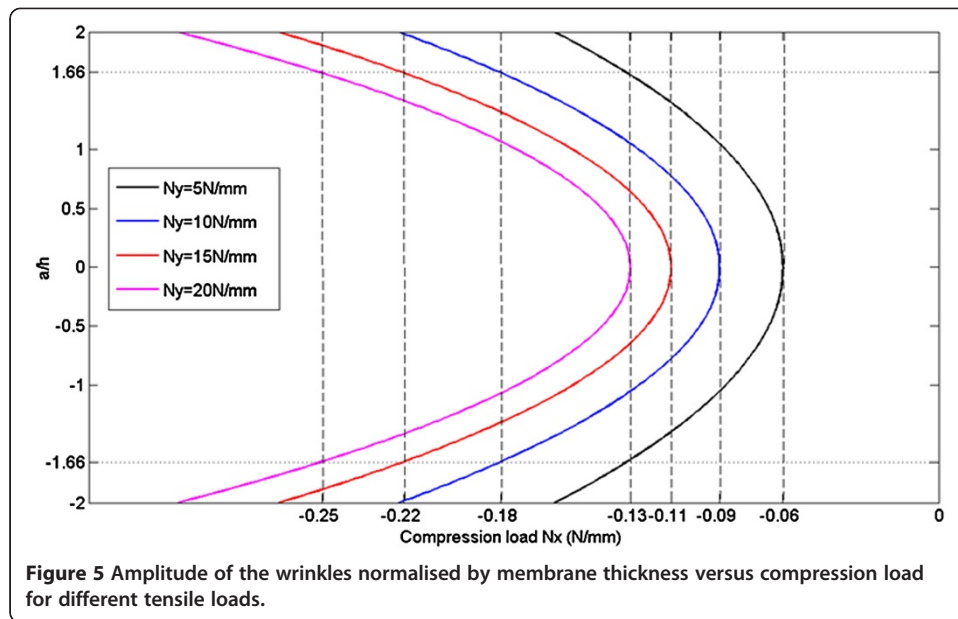 2
1.66
1
0.5
0
-0.5
-1
-1.66
-2
a/h
Ny=5N/mm
Ny=10N/mm
Ny=15N/mm
Ny=20N/mm
-0.25 -0.22 -0.18 -0.13 -0.11 -0.09 -0.06 0
Compression load Nx (N/mm)
Figure 5 Amplitude of the wrinkles normalised by membrane thickness versus compression load
for different tensile loads.